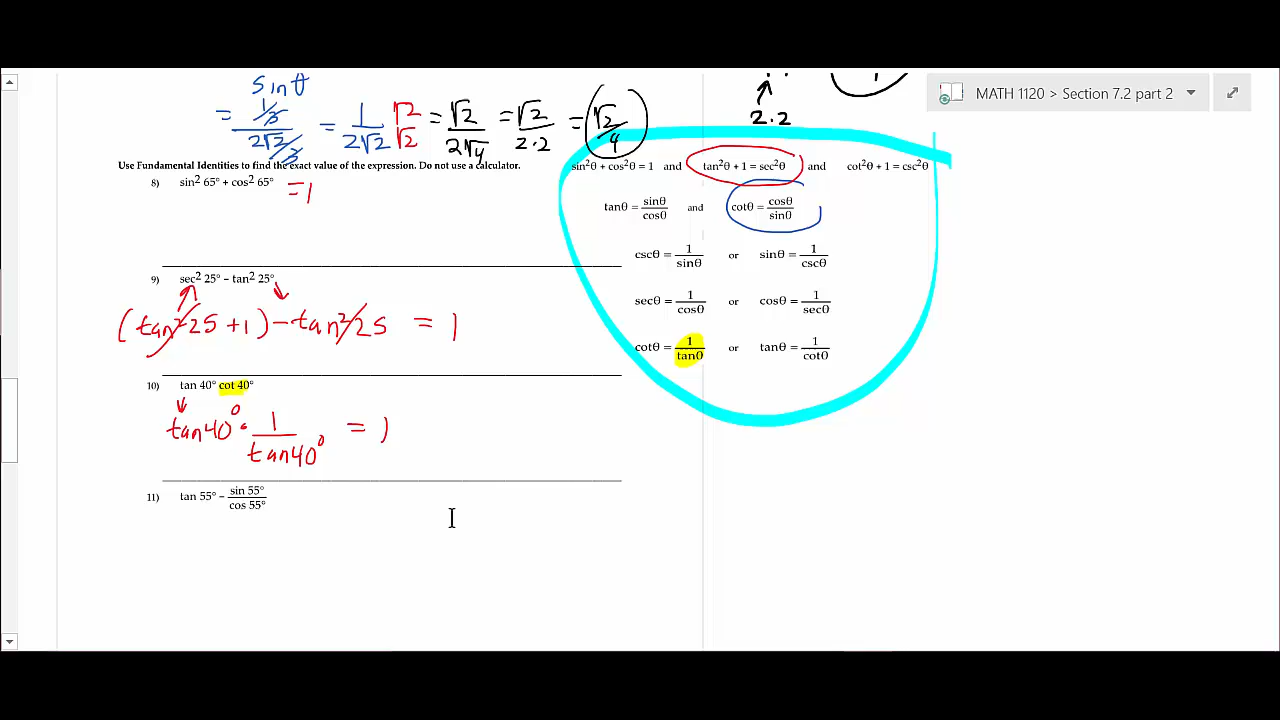 sinθ
= 1/3 / 2√2/3 = 1/2√2 √2/√2 = √2/2√4 = √2/2·2 = √2/4
2.2
MATH 1120 > Section 7.2 part 2
Use Fundamental Identities to find the exact value of the expression. Do not use a calculator.
8) sin² 65° + cos² 65° = 1
sin²θ + cos²θ = 1 and tan²θ + 1 = sec²θ and cot²θ + 1 = csc²θ
tanθ = sinθ/cosθ and cotθ = cosθ/sinθ
cscθ = 1/sinθ or sinθ = 1/cscθ
9) sec² 25° – tan² 25°
(tan²25 + 1) – tan²25 = 1
secθ = 1/cosθ or cosθ = 1/secθ
cotθ = 1/tanθ or tanθ = 1/cotθ
10) tan 40° cot 40°
tan40° · 1/tan40° = 1
11) tan 55° – sin 55°/cos 55°